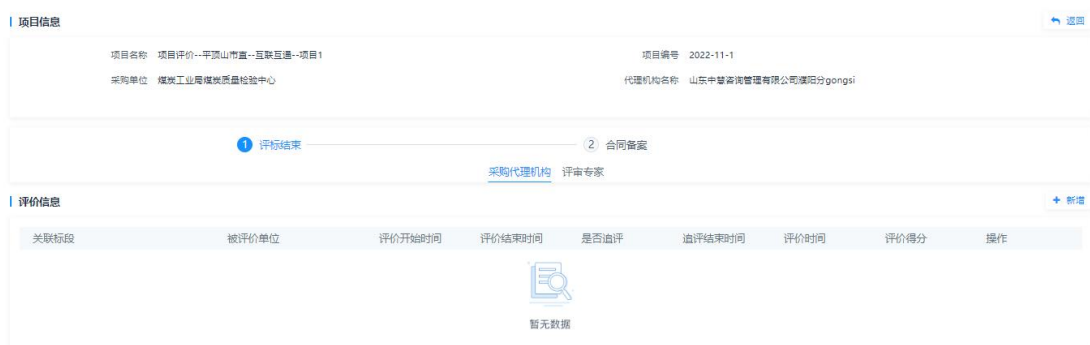 项目信息 返回
项目名称 项目评价--平顶山市直--互联互通--项目1 项目编号 2022-11-1
采购单位 煤炭工业局煤炭质量检验中心 代理机构名称 山东中慧咨询管理有限公司濮阳分gongsi
1 评标结束 2 合同备案
采购代理机构 评审专家
评价信息 + 新增
关联标段 被评价单位 评价开始时间 评价结束时间 是否追评 追评结束时间 评价时间 评价得分 操作
暂无数据